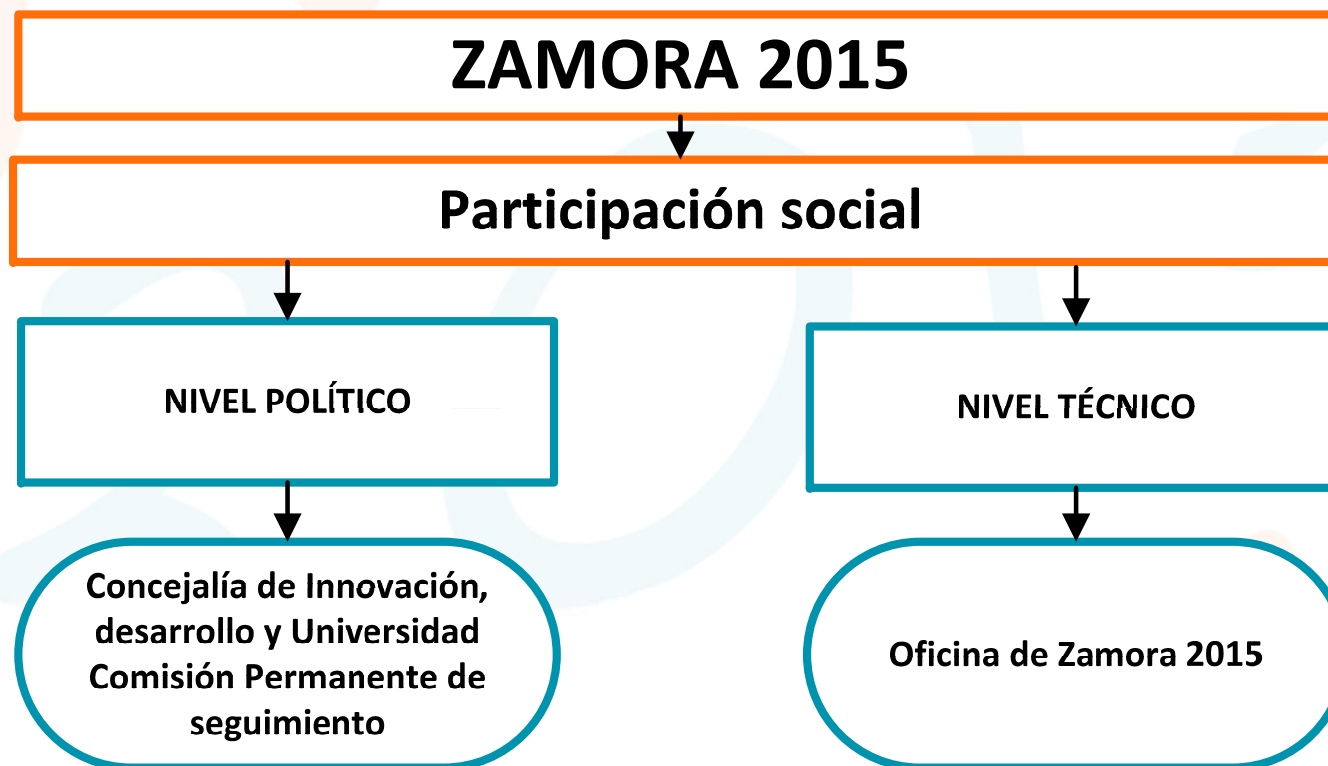 ZAMORA 2015
Participación social
NIVEL POLÍTICO
NIVEL TÉCNICO
Concejalía de Innovación,
desarrollo y Universidad
Comisión Permanente de
seguimiento
Oficina de Zamora 2015